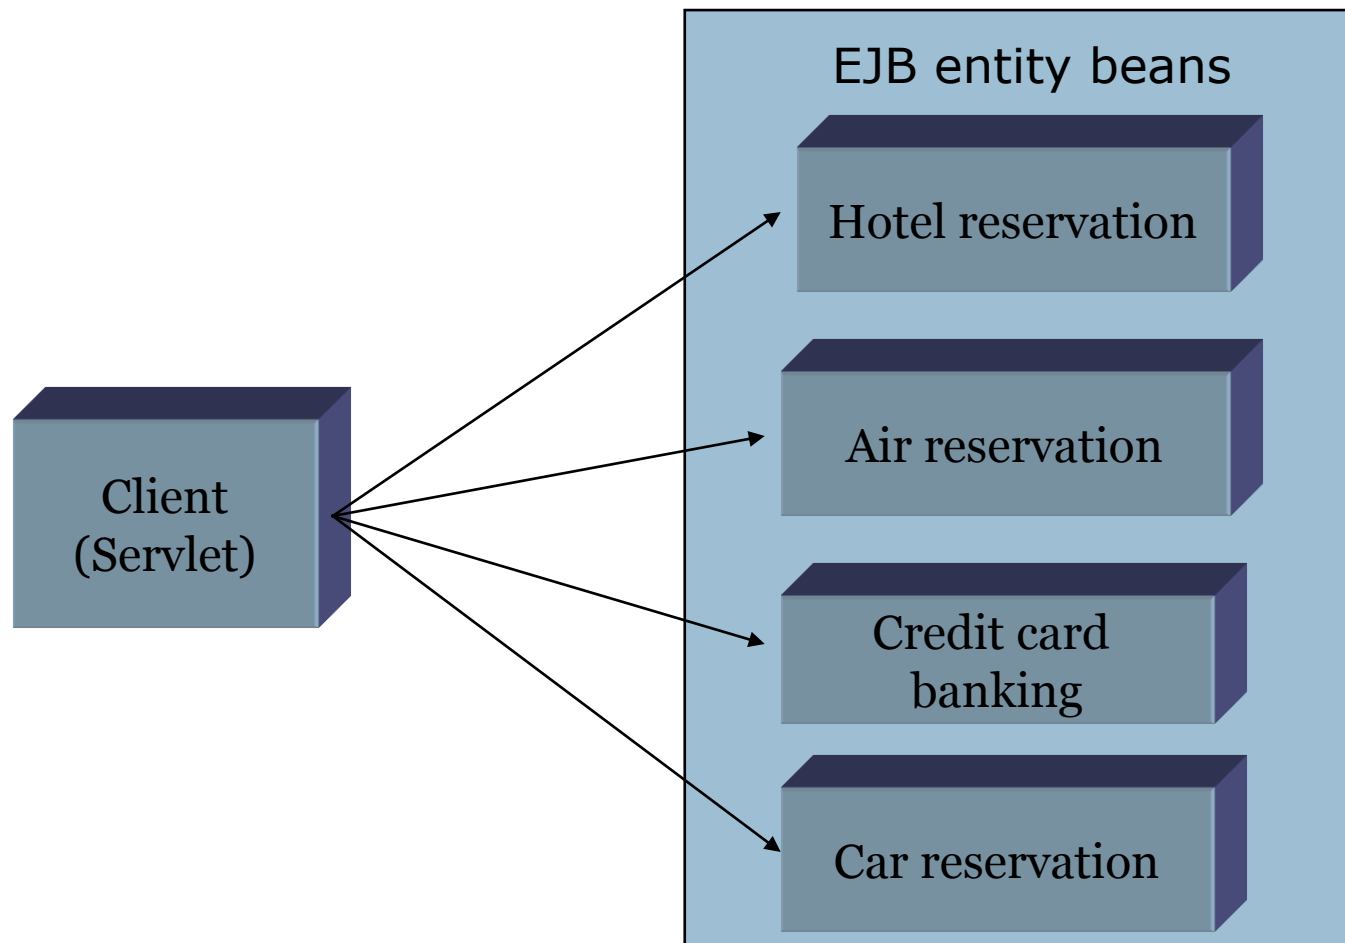 EJB entity beans
Hotel reservation
Air reservation
Client
(Servlet)
Credit card
banking
Car reservation